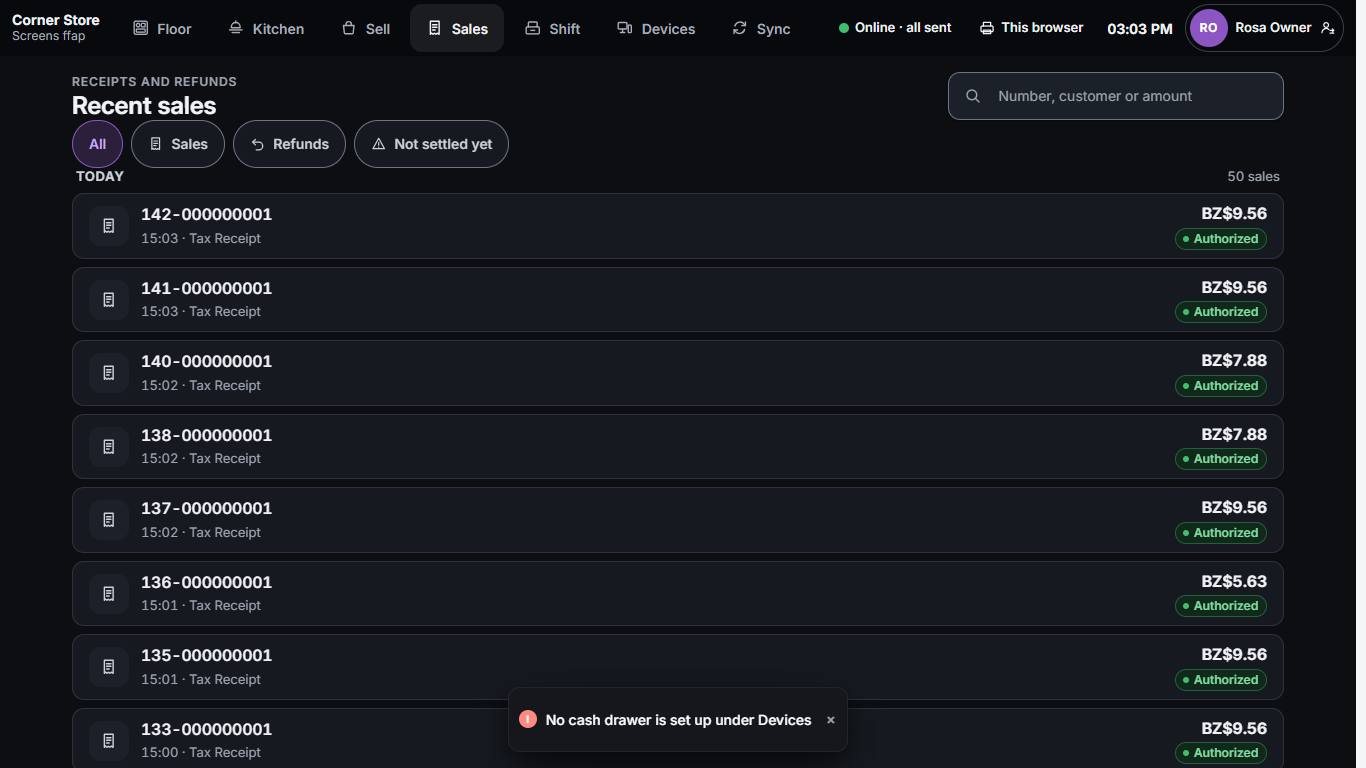 Corner Store
Screens ffap
Floor
Kitchen
Sell
Sales
Shift
Devices
Sync
Online · all sent
This browser
03:03 PM
RO
Rosa Owner
RECEIPTS AND REFUNDS
Recent sales
Number, customer or amount
All
Sales
Refunds
Not settled yet
TODAY
50 sales
142-000000001
BZ$9.56
15:03 · Tax Receipt
Authorized
141-000000001
BZ$9.56
15:03 · Tax Receipt
Authorized
140-000000001
BZ$7.88
15:02 · Tax Receipt
Authorized
138-000000001
BZ$7.88
15:02 · Tax Receipt
Authorized
137-000000001
BZ$9.56
15:02 · Tax Receipt
Authorized
136-000000001
BZ$5.63
15:01 · Tax Receipt
Authorized
135-000000001
BZ$9.56
15:01 · Tax Receipt
Authorized
No cash drawer is set up under Devices ×
133-000000001
BZ$9.56
15:00 · Tax Receipt
Authorized